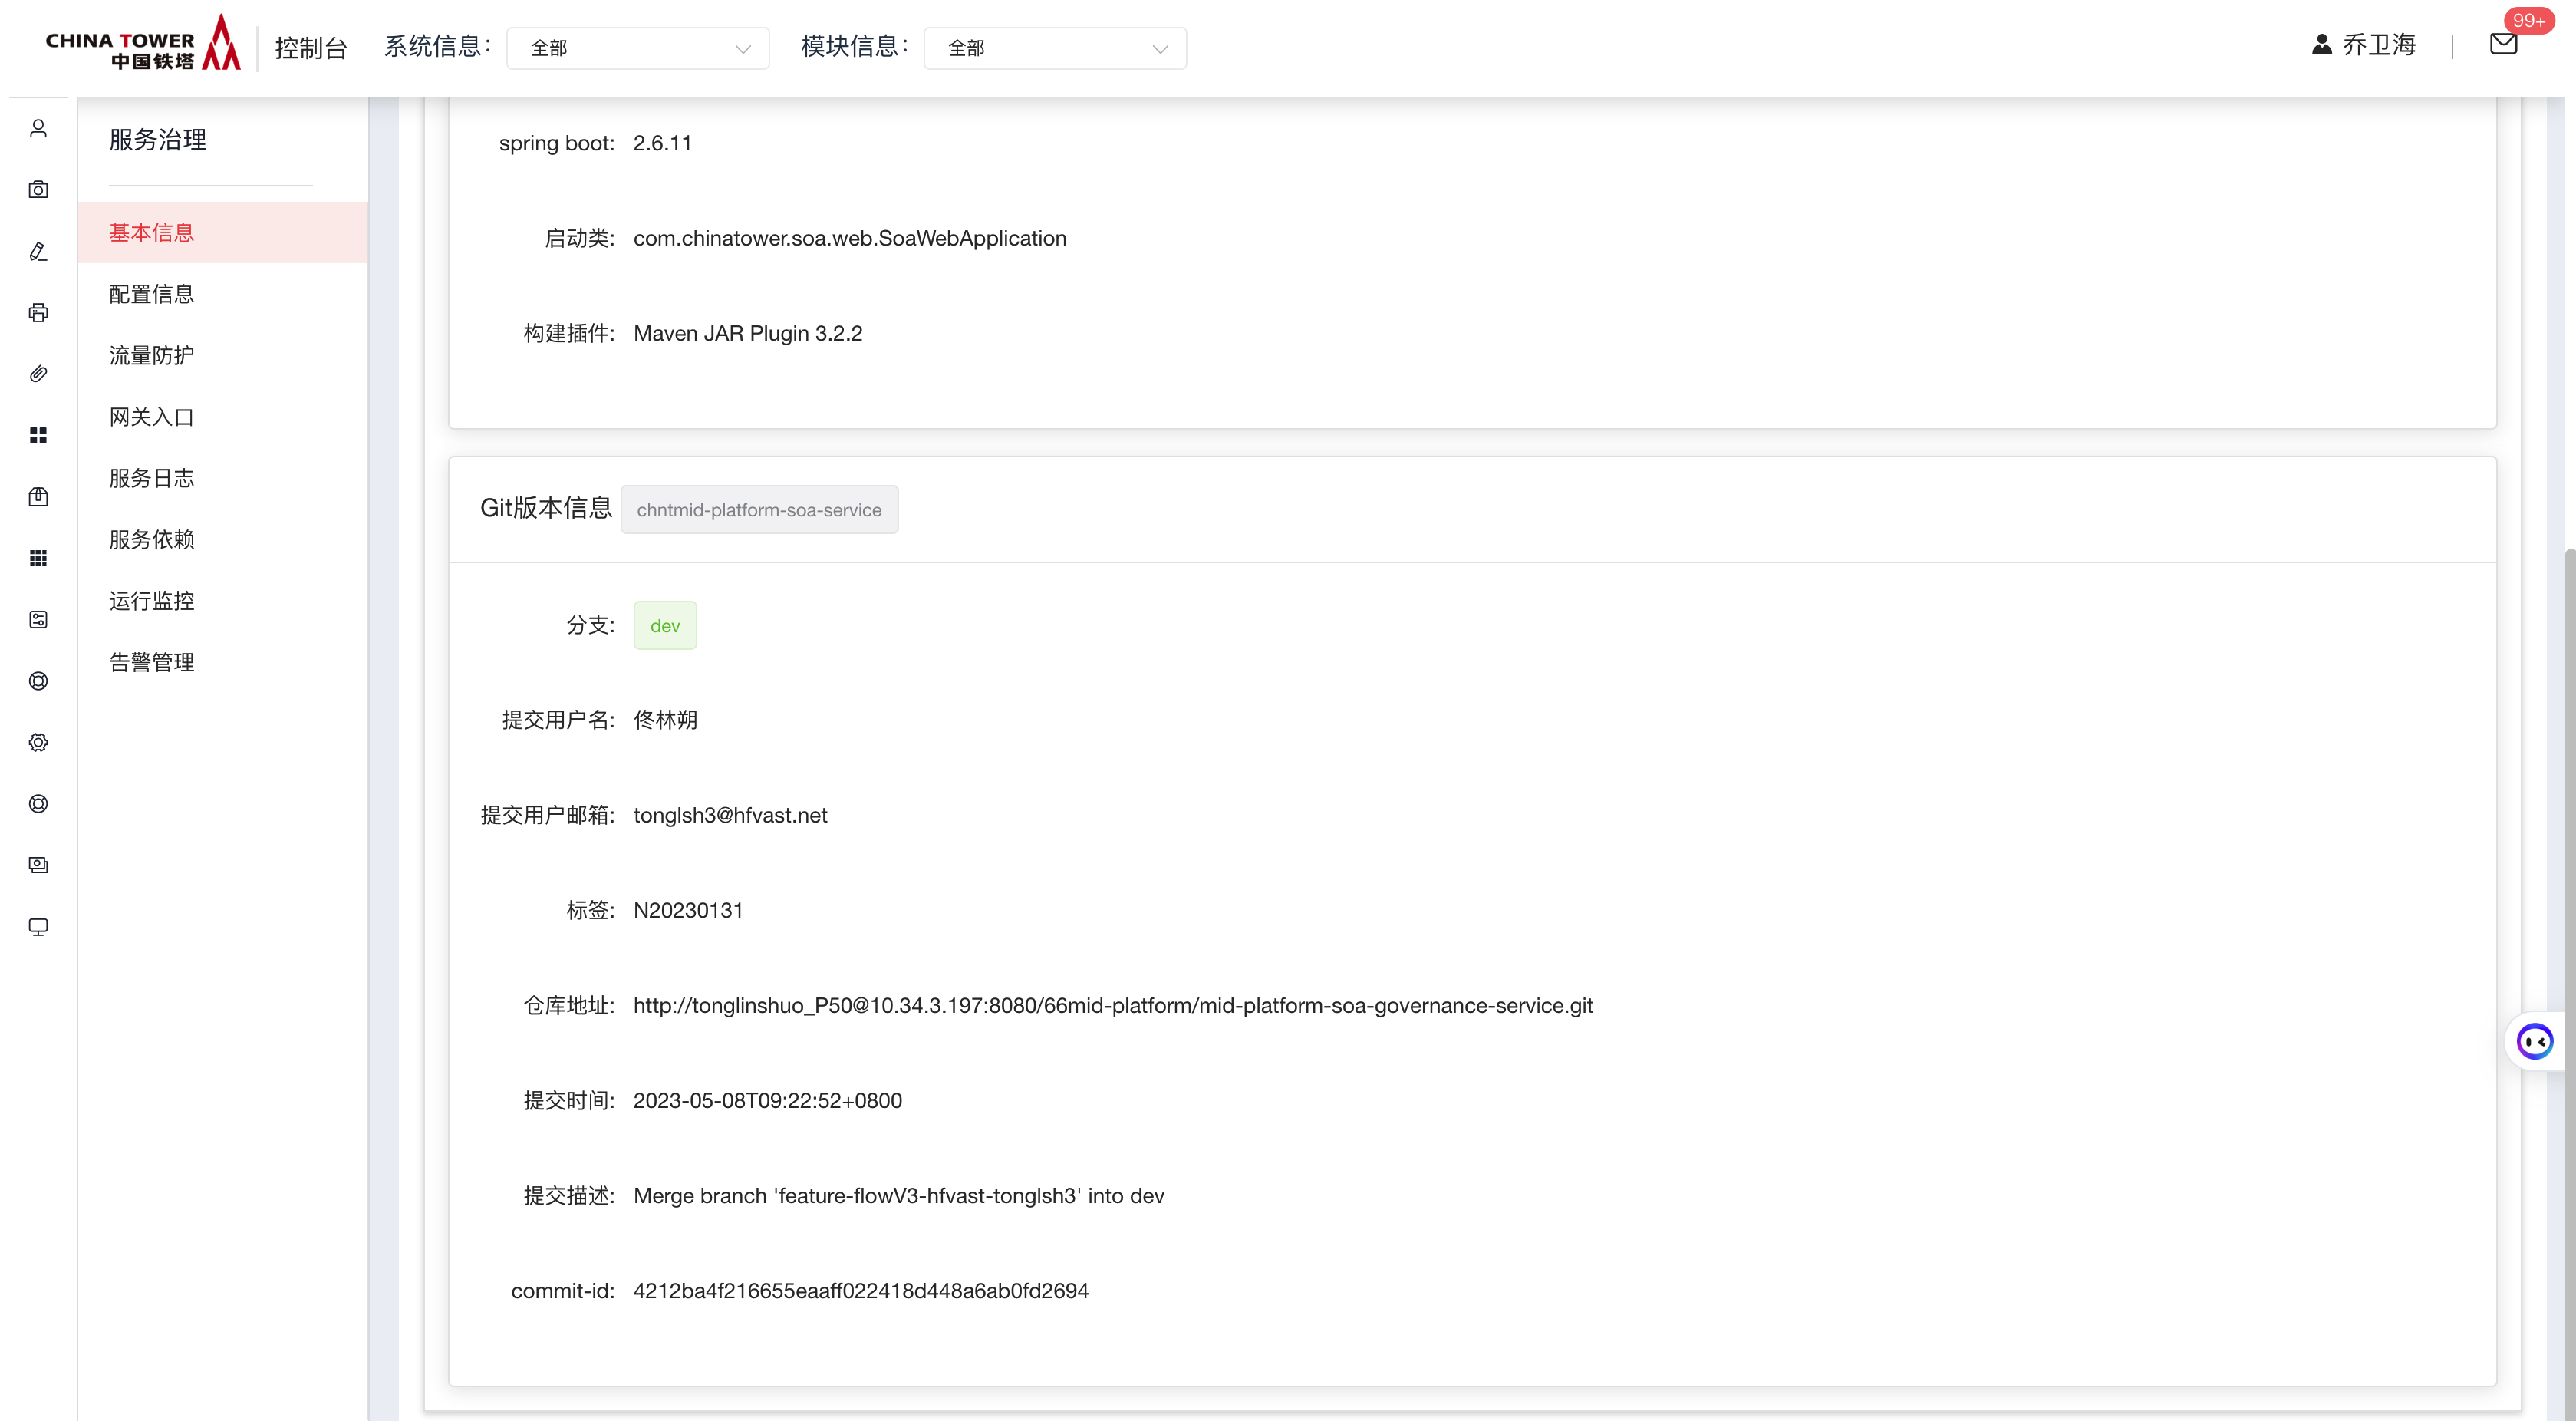 CHINA TOWER
中国铁塔
控制台
系统信息： 全部
模块信息： 全部
乔卫海
99+
服务治理
基本信息
配置信息
流量防护
网关入口
服务日志
服务依赖
运行监控
告警管理
spring boot: 2.6.11
启动类: com.chinatower.soa.web.SoaWebApplication
构建插件: Maven JAR Plugin 3.2.2
Git版本信息 chntmid-platform-soa-service
分支: dev
提交用户名: 佟林朔
提交用户邮箱: tonglsh3@hfvast.net
标签: N20230131
仓库地址: http://tonglinshuo_P50@10.34.3.197:8080/66mid-platform/mid-platform-soa-governance-service.git
提交时间: 2023-05-08T09:22:52+0800
提交描述: Merge branch 'feature-flowV3-hfvast-tonglsh3' into dev
commit-id: 4212ba4f216655eaaff022418d448a6ab0fd2694